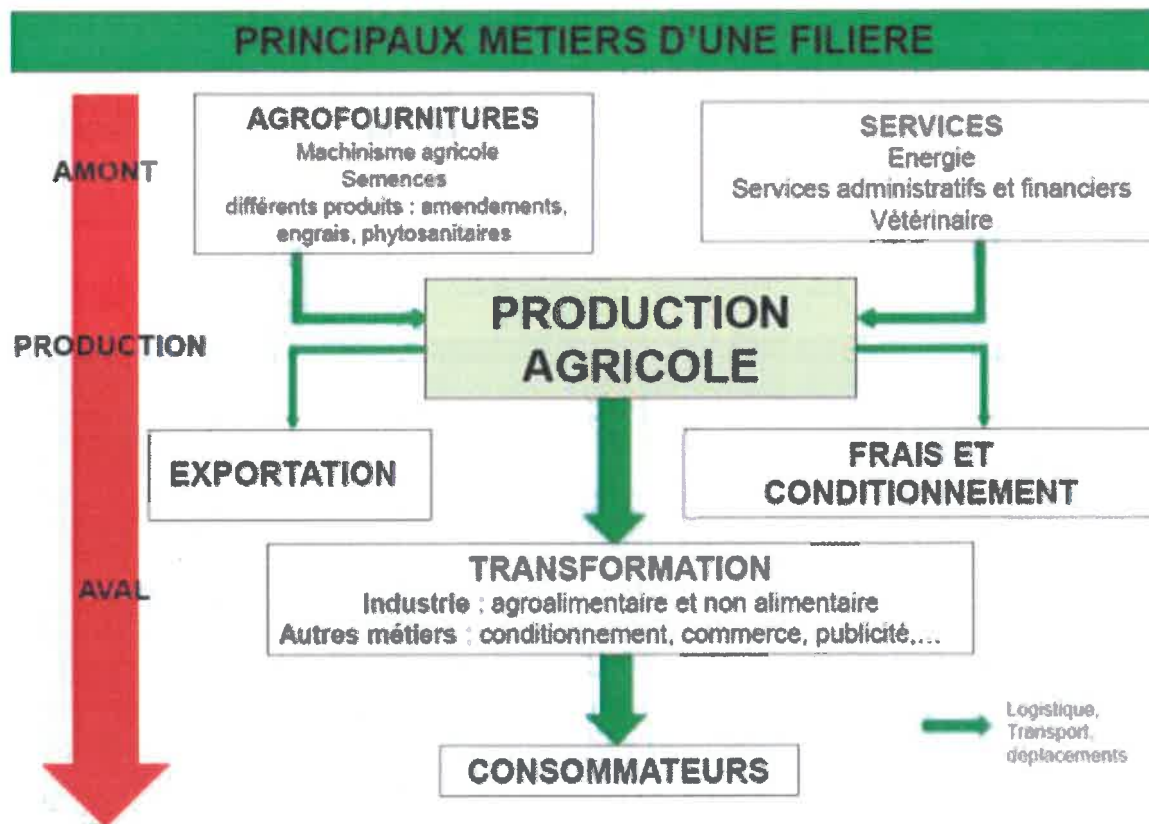 PRINCIPAUX METIERS D'UNE FILIERE
AMONT
AGROFOURNITURES
Machinisme agricole
Semences
différents produits : amendements,
engrais, phytosanitaires
SERVICES
Energie
Services administratifs et financiers
Vétérinaire
PRODUCTION
PRODUCTION
AGRICOLE
EXPORTATION
FRAIS ET
CONDITIONNEMENT
AVAL
TRANSFORMATION
Industrie : agroalimentaire et non alimentaire
Autres métiers : conditionnement, commerce, publicité,...
Logistique,
Transport,
déplacements
CONSOMMATEURS